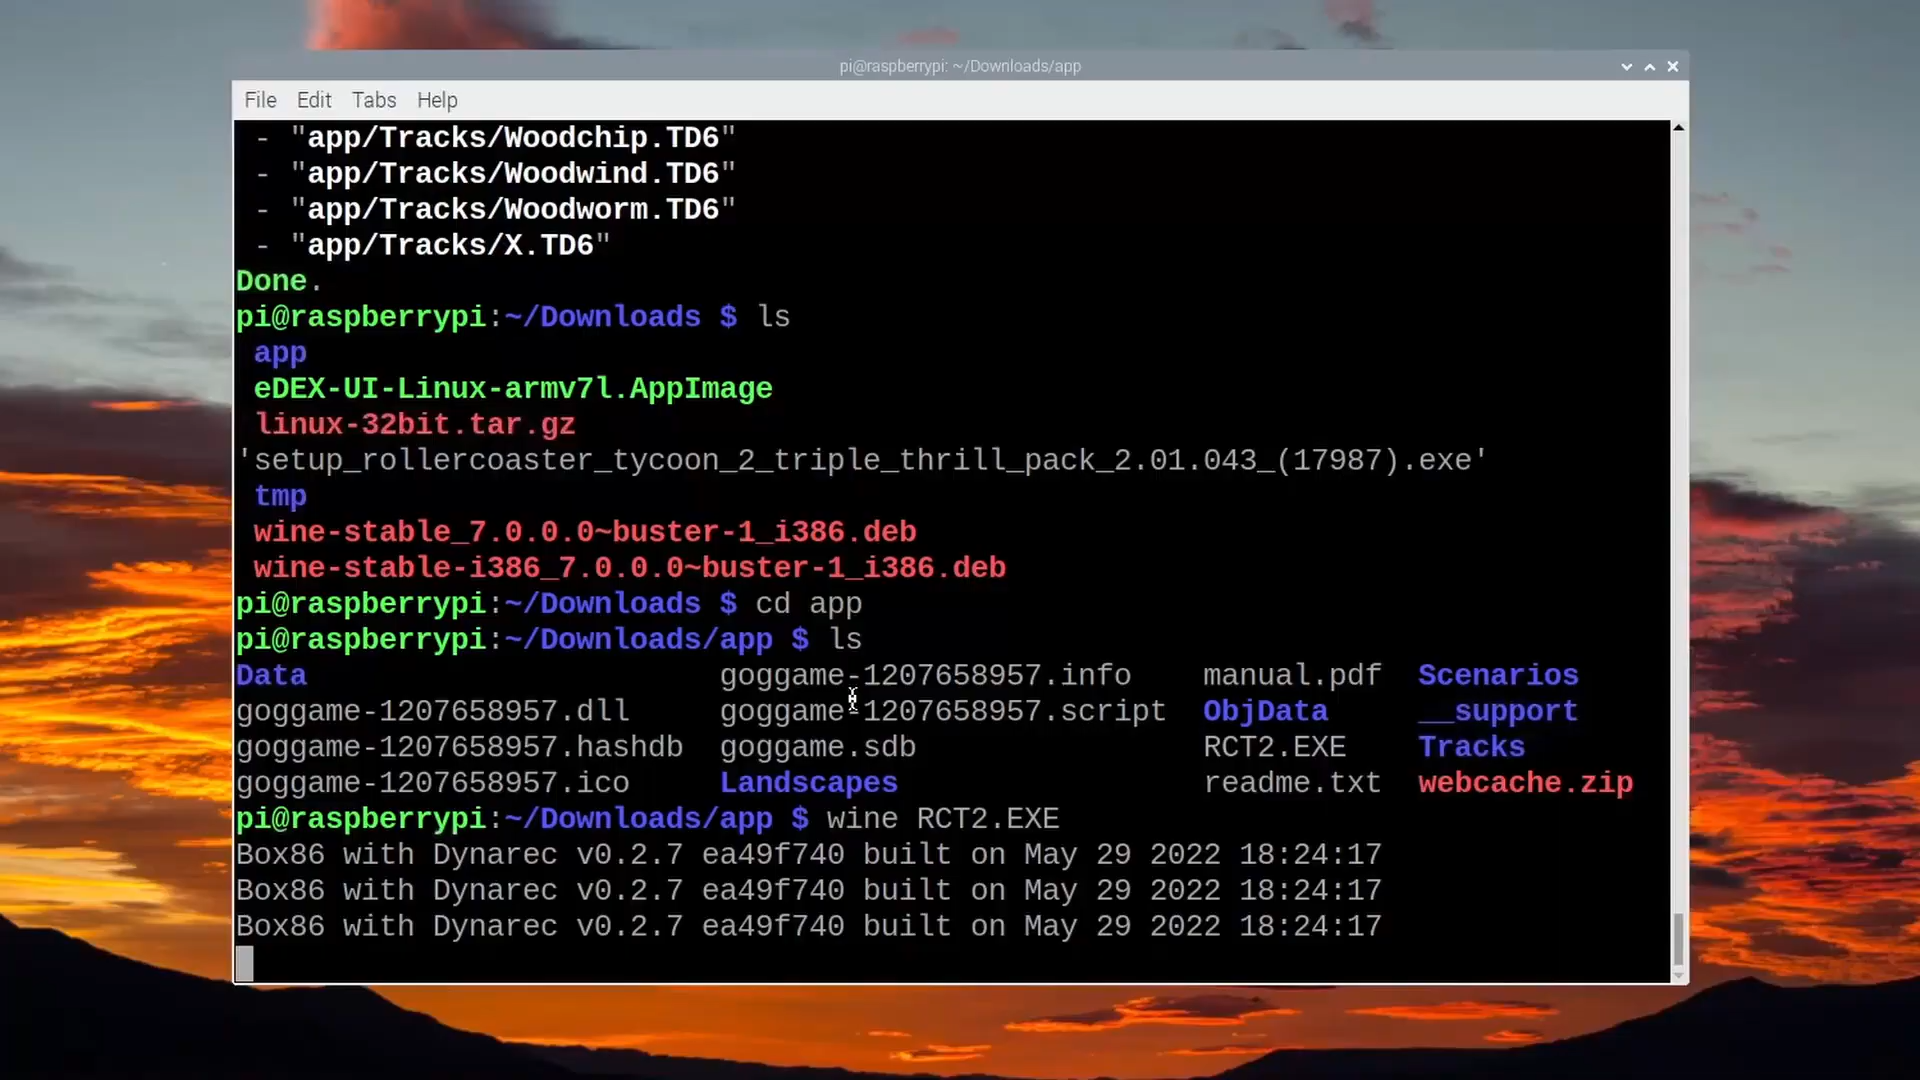 pi@raspberrypi: ~/Downloads/app
File Edit Tabs Help
- "app/Tracks/Woodchip.TD6"
- "app/Tracks/Woodwind.TD6"
- "app/Tracks/Woodworm.TD6"
- "app/Tracks/X.TD6"
Done.
pi@raspberrypi:~/Downloads $ ls
app
eDEX-UI-Linux-armv7l.AppImage
linux-32bit.tar.gz
'setup_rollercoaster_tycoon_2_triple_thrill_pack_2.01.043_(17987).exe'
tmp
wine-stable_7.0.0.0~buster-1_i386.deb
wine-stable-i386_7.0.0.0~buster-1_i386.deb
pi@raspberrypi:~/Downloads $ cd app
pi@raspberrypi:~/Downloads/app $ ls
Data goggame-1207658957.info manual.pdf Scenarios
goggame-1207658957.dll goggame-1207658957.script ObjData __support
goggame-1207658957.hashdb goggame.sdb RCT2.EXE Tracks
goggame-1207658957.ico Landscapes readme.txt webcache.zip
pi@raspberrypi:~/Downloads/app $ wine RCT2.EXE
Box86 with Dynarec v0.2.7 ea49f740 built on May 29 2022 18:24:17
Box86 with Dynarec v0.2.7 ea49f740 built on May 29 2022 18:24:17
Box86 with Dynarec v0.2.7 ea49f740 built on May 29 2022 18:24:17